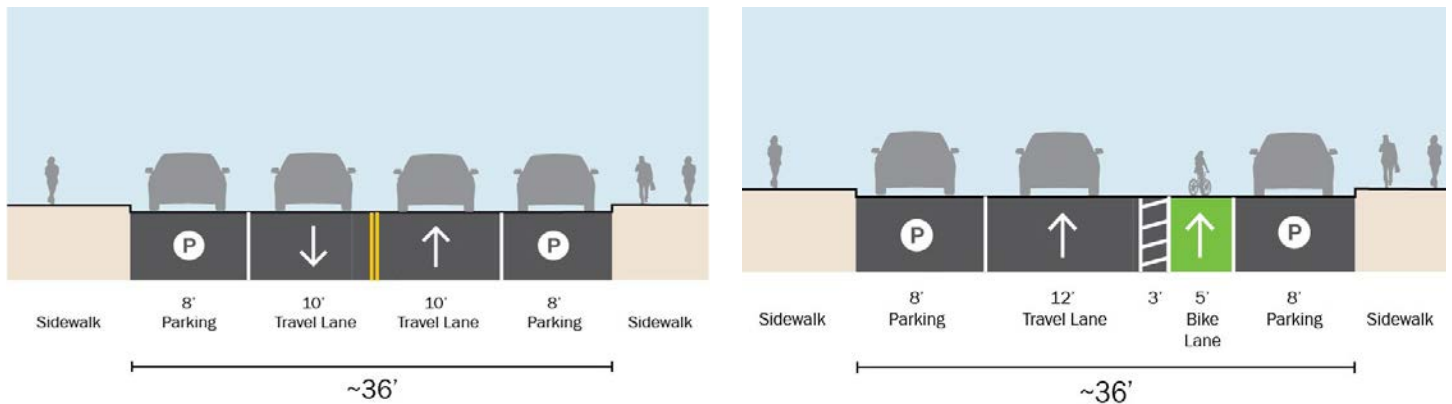 P
P
8'
10'
10'
8'
Sidewalk
Parking
Travel Lane
Travel Lane
Parking
Sidewalk
~36'
P
P
8'
12'
3'
5'
8'
Sidewalk
Parking
Travel Lane
Bike
Parking
Sidewalk
Lane
~36'